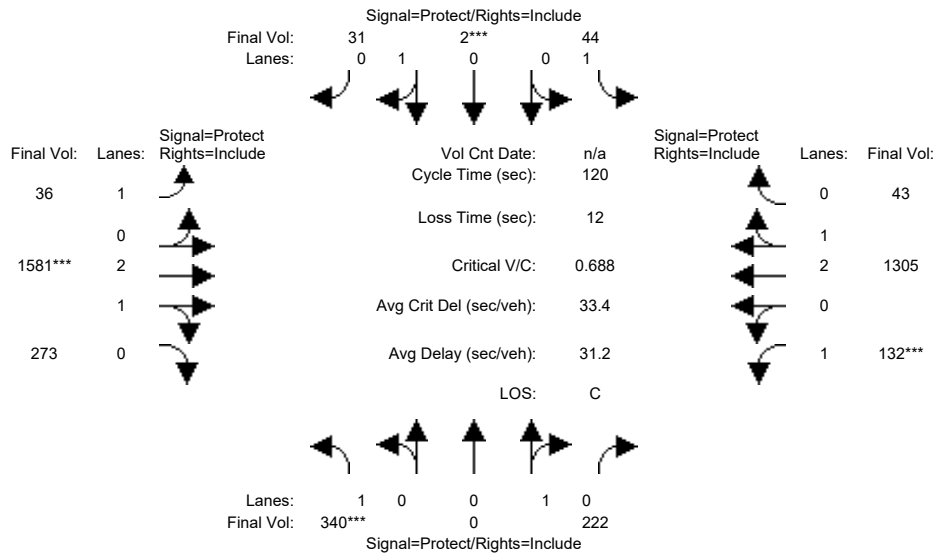 Signal=Protect/Rights=Include
Final Vol: 31 2*** 44
Lanes: 0 1 0 0 1
Signal=Protect Signal=Protect
Final Vol: Lanes: Rights=Include Vol Cnt Date: n/a Rights=Include Lanes: Final Vol:
Cycle Time (sec): 120
36 1 0 43
Loss Time (sec): 12
0 1
1581*** 2 Critical V/C: 0.688 2 1305
1 Avg Crit Del (sec/veh): 33.4 0
273 0 Avg Delay (sec/veh): 31.2 1 132***
LOS: C
Lanes: 1 0 0 1 0
Final Vol: 340*** 0 222
Signal=Protect/Rights=Include